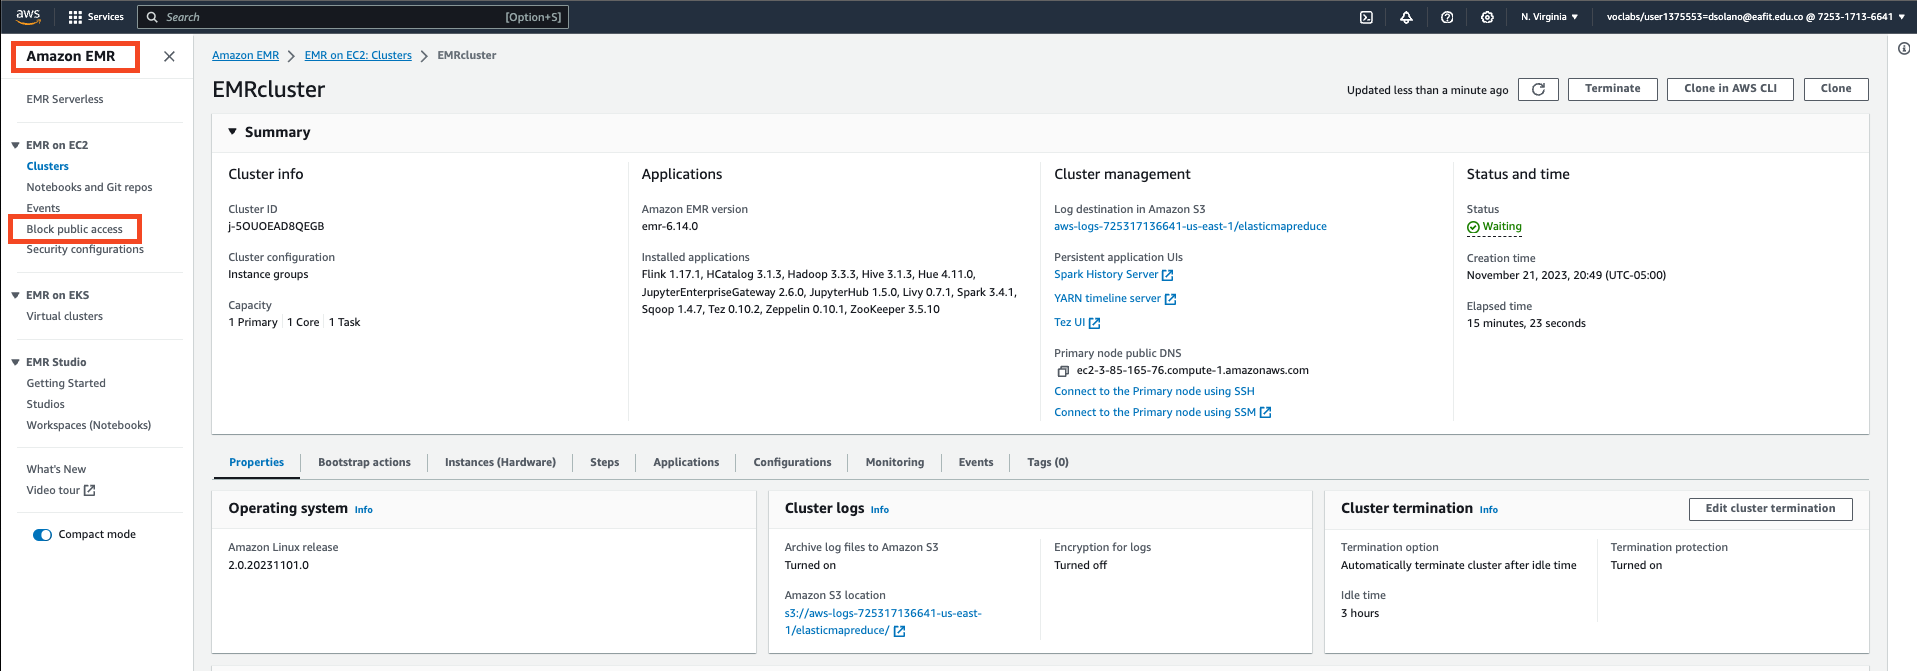 aws
Services
Search
[Option+S]
N. Virginia
voclabs/user1375553=dsolano@eafit.edu.co @ 7253-1713-6641
Amazon EMR
EMR Serverless
EMR on EC2
Clusters
Notebooks and Git repos
Events
Block public access
Security configurations
EMR on EKS
Virtual clusters
EMR Studio
Getting Started
Studios
Workspaces (Notebooks)
What's New
Video tour
Compact mode
Amazon EMR
EMR on EC2: Clusters
EMRcluster
EMRcluster
Updated less than a minute ago
Terminate
Clone in AWS CLI
Clone
Summary
Cluster info
Cluster ID
j-5OUOEAD8QEGB
Cluster configuration
Instance groups
Capacity
1 Primary
1 Core
1 Task
Applications
Amazon EMR version
emr-6.14.0
Installed applications
Flink 1.17.1, HCatalog 3.1.3, Hadoop 3.3.3, Hive 3.1.3, Hue 4.11.0,
JupyterEnterpriseGateway 2.6.0, JupyterHub 1.5.0, Livy 0.7.1, Spark 3.4.1,
Sqoop 1.4.7, Tez 0.10.2, Zeppelin 0.10.1, ZooKeeper 3.5.10
Cluster management
Log destination in Amazon S3
aws-logs-725317136641-us-east-1/elasticmapreduce
Persistent application UIs
Spark History Server
YARN timeline server
Tez UI
Primary node public DNS
ec2-3-85-165-76.compute-1.amazonaws.com
Connect to the Primary node using SSH
Connect to the Primary node using SSM
Status and time
Status
Waiting
Creation time
November 21, 2023, 20:49 (UTC-05:00)
Elapsed time
15 minutes, 23 seconds
Properties
Bootstrap actions
Instances (Hardware)
Steps
Applications
Configurations
Monitoring
Events
Tags (0)
Operating system
Info
Amazon Linux release
2.0.20231101.0
Cluster logs
Info
Archive log files to Amazon S3
Turned on
Amazon S3 location
s3://aws-logs-725317136641-us-east-
1/elasticmapreduce/
Encryption for logs
Turned off
Cluster termination
Info
Edit cluster termination
Termination option
Automatically terminate cluster after idle time
Idle time
3 hours
Termination protection
Turned on